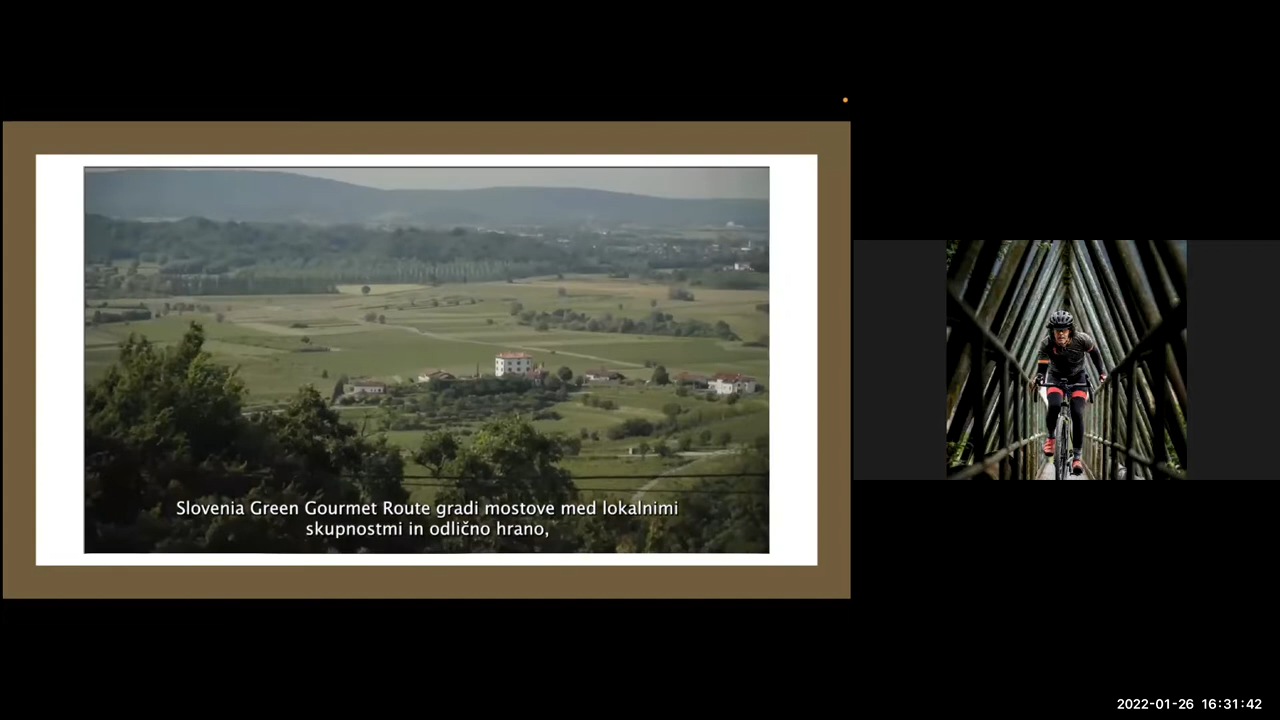 Slovenia Green Gourmet Route gradi mostove med lokalnimi
skupnostmi in odlično hrano,
2022-01-26 16:31:42